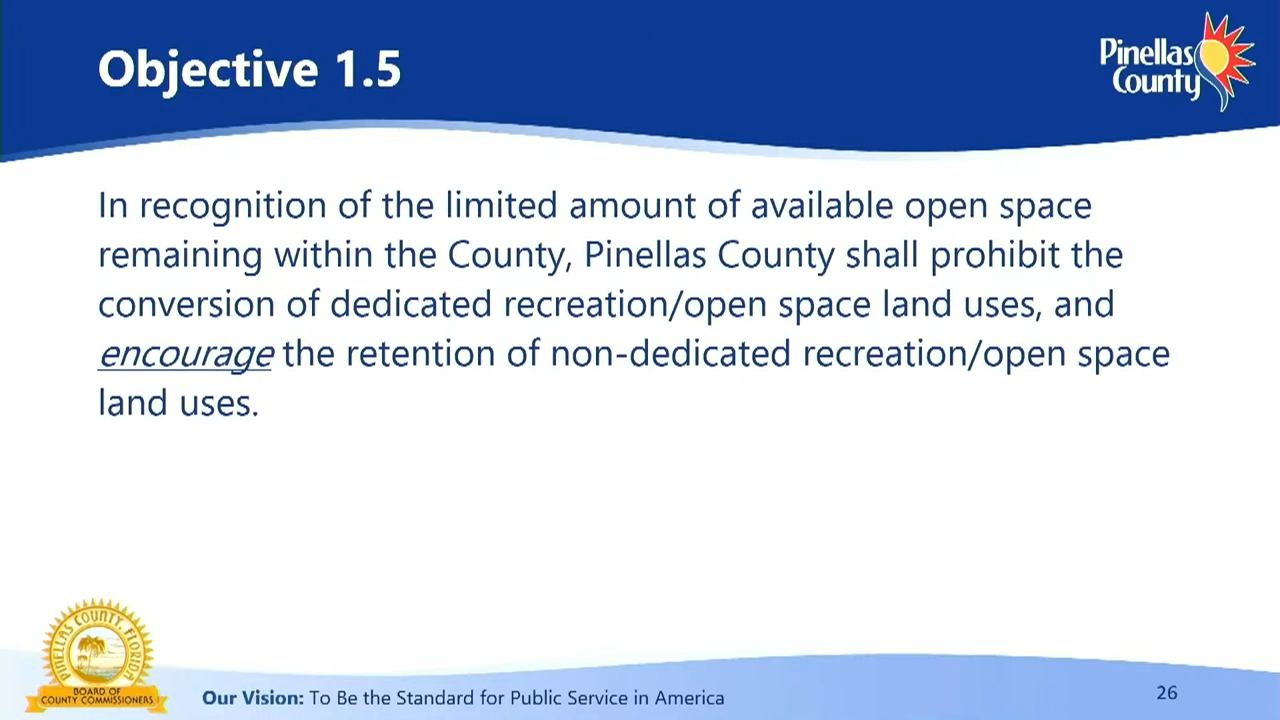 Objective 1.5
Pinellas
County
In recognition of the limited amount of available open space
remaining within the County, Pinellas County shall prohibit the
conversion of dedicated recreation/open space land uses, and
encourage the retention of non-dedicated recreation/open space
land uses.
PINELLAS COUNTY, FLORIDA
BOARD OF
COUNTY COMMISSIONERS
Our Vision: To Be the Standard for Public Service in America
26